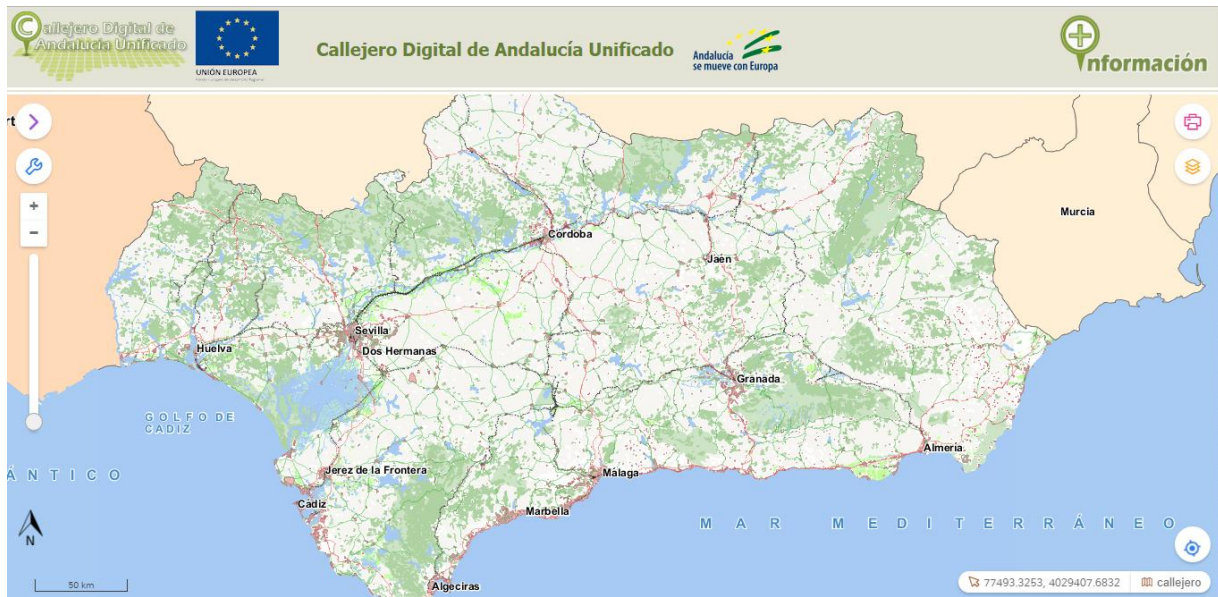 Callejero Digital de
Andalucía Unificado
UNIÓN EUROPEA
Callejero Digital de Andalucía Unificado
Andalucía
se mueve con Europa
Información
rt
Murcia
Córdoba
Jaén
Sevilla
Dos Hermanas
Huelva
Granada
GOLFO DE
CADIZ
Almería
ÁNTICO
Jerez de la Frontera
Málaga
Cádiz
Marbella
MAR MEDITERRÁNEO
N
50 km
Algeciras
77493.3253, 4029407.6832
callejero